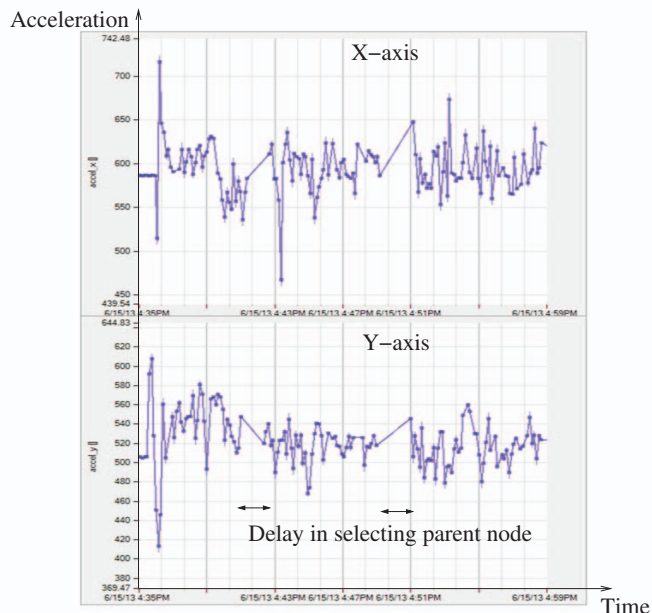 Acceleration
742.48
X-axis
700
650
600
550
500
450
439.54
accel_x []
6/15/13 4:35PM 6/15/13 4:43PM 6/15/13 4:47PM 6/15/13 4:51PM 6/15/13 4:59PM
644.83
Y-axis
620
600
580
560
540
520
500
480
460
440
420
400
380
369.47
accel_y []
Delay in selecting parent node
6/15/13 4:35PM 6/15/13 4:43PM 6/15/13 4:47PM 6/15/13 4:51PM 6/15/13 4:59PM
Time